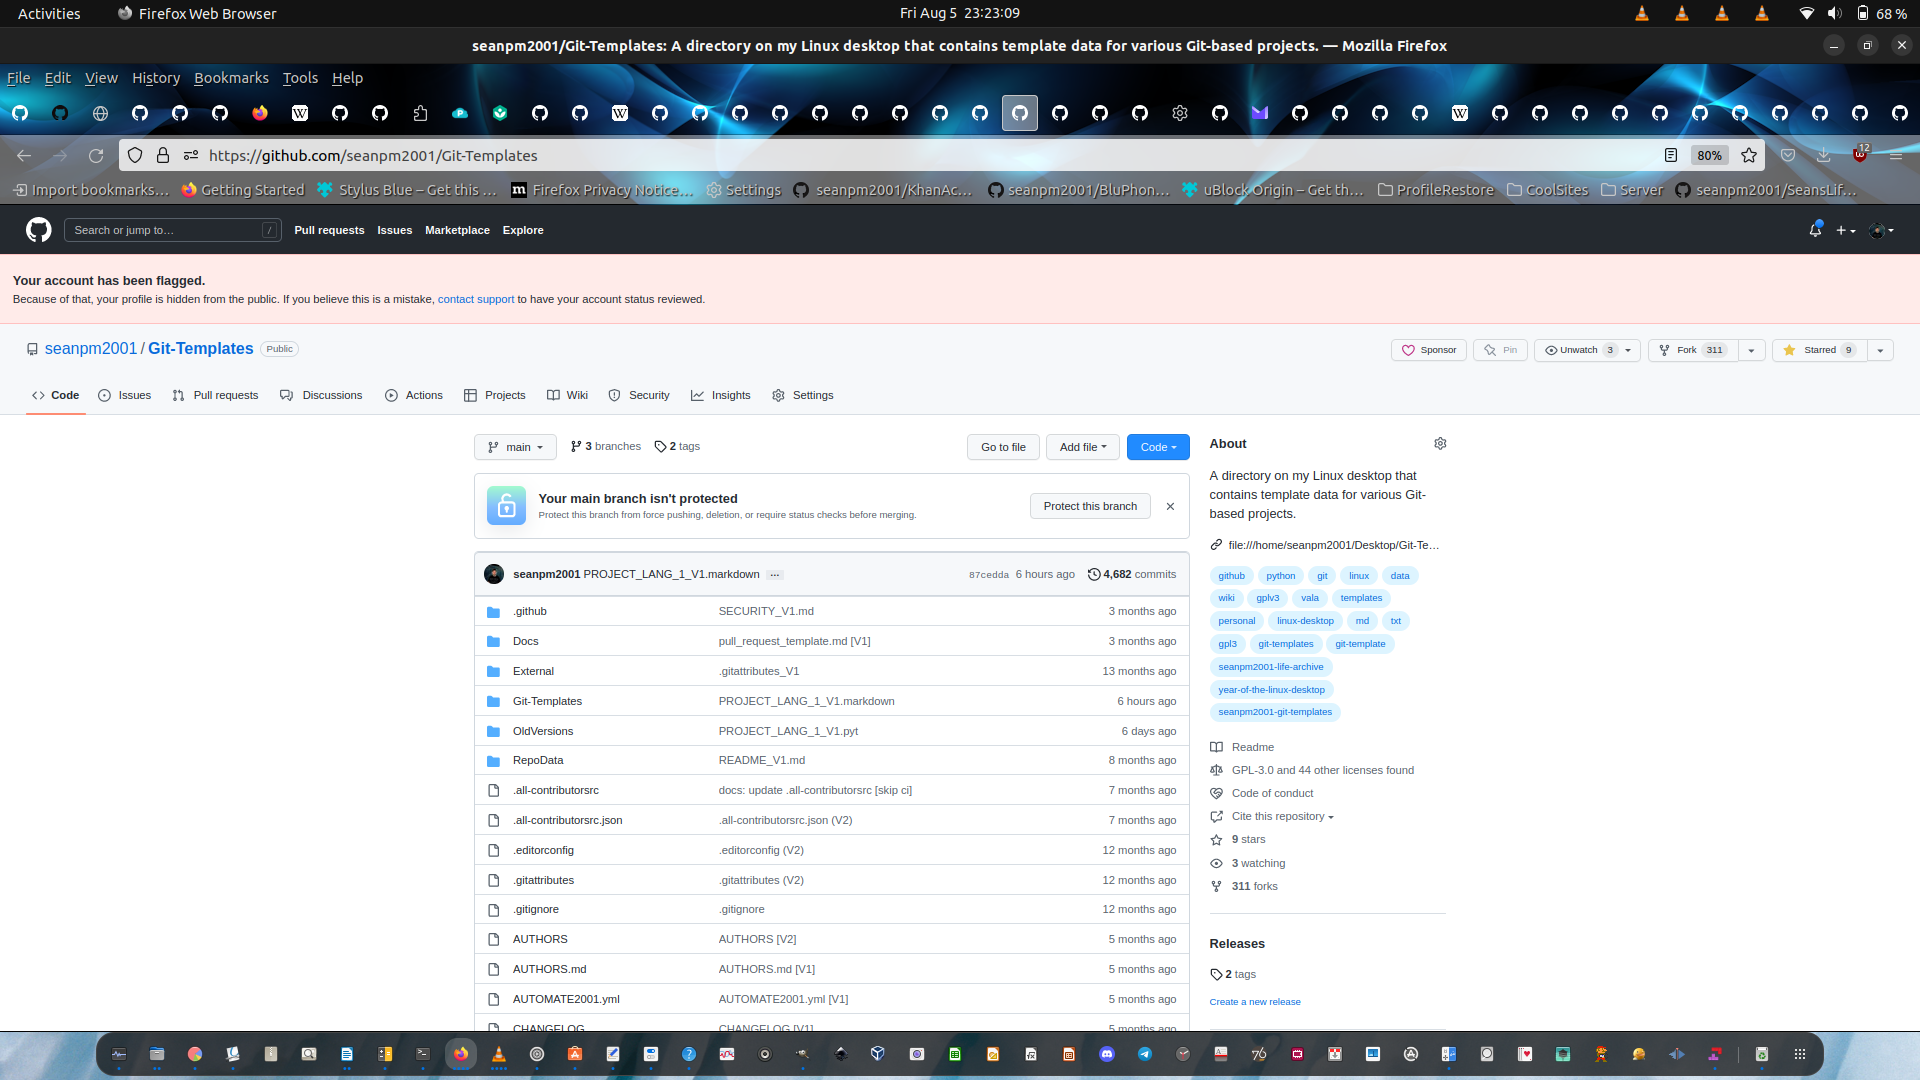 Activities Firefox Web Browser Fri Aug 5 23:23:09 68 %
seanpm2001/Git-Templates: A directory on my Linux desktop that contains template data for various Git-based projects. — Mozilla Firefox
File Edit View History Bookmarks Tools Help
https://github.com/seanpm2001/Git-Templates 80% 12
Import bookmarks… Getting Started Stylus Blue – Get this … Firefox Privacy Notice… Settings seanpm2001/KhanAc… seanpm2001/BluPhon… uBlock Origin – Get th… ProfileRestore CoolSites Server seanpm2001/SeansLif…
Search or jump to… / Pull requests Issues Marketplace Explore
Your account has been flagged.
Because of that, your profile is hidden from the public. If you believe this is a mistake, contact support to have your account status reviewed.
seanpm2001 / Git-Templates Public Sponsor Pin Unwatch 3 Fork 311 Starred 9
Code Issues Pull requests Discussions Actions Projects Wiki Security Insights Settings
main 3 branches 2 tags Go to file Add file Code
Your main branch isn't protected
Protect this branch from force pushing, deletion, or require status checks before merging.
Protect this branch
seanpm2001 PROJECT_LANG_1_V1.markdown … 87cedda 6 hours ago 4,682 commits
.github SECURITY_V1.md 3 months ago
Docs pull_request_template.md [V1] 3 months ago
External .gitattributes_V1 13 months ago
Git-Templates PROJECT_LANG_1_V1.markdown 6 hours ago
OldVersions PROJECT_LANG_1_V1.pyt 6 days ago
RepoData README_V1.md 8 months ago
.all-contributorsrc docs: update .all-contributorsrc [skip ci] 7 months ago
.all-contributorsrc.json .all-contributorsrc.json (V2) 7 months ago
.editorconfig .editorconfig (V2) 12 months ago
.gitattributes .gitattributes (V2) 12 months ago
.gitignore .gitignore 12 months ago
AUTHORS AUTHORS [V2] 5 months ago
AUTHORS.md AUTHORS.md [V1] 5 months ago
AUTOMATE2001.yml AUTOMATE2001.yml [V1] 5 months ago
CHANGELOG CHANGELOG [V1] 5 months ago
About
A directory on my Linux desktop that
contains template data for various Git-
based projects.
file:///home/seanpm2001/Desktop/Git-Te…
github python git linux data
wiki gplv3 vala templates
personal linux-desktop md txt
gpl3 git-templates git-template
seanpm2001-life-archive
year-of-the-linux-desktop
seanpm2001-git-templates
Readme
GPL-3.0 and 44 other licenses found
Code of conduct
Cite this repository
9 stars
3 watching
311 forks
Releases
2 tags
Create a new release